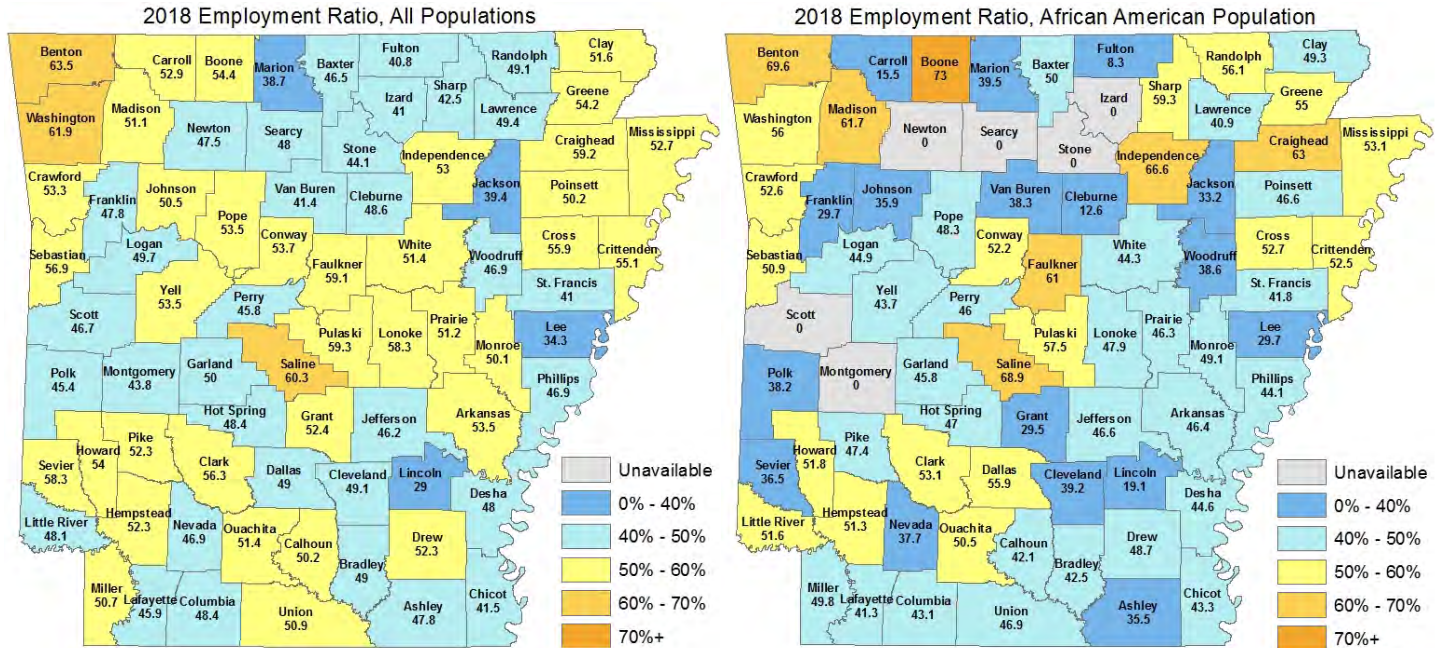 2018 Employment Ratio, All Populations
Benton
63.5
Carroll
52.9
Boone
54.4
Marion
38.7
Baxter
46.5
Fulton
40.8
Randolph
49.1
Clay
51.6
Washington
61.9
Madison
51.1
Newton
47.5
Searcy
48
Izard
41
Sharp
42.5
Lawrence
49.4
Greene
54.2
Stone
44.1
Independence
53
Craighead
59.2
Mississippi
52.7
Crawford
53.3
Franklin
47.8
Johnson
50.5
Pope
53.5
Van Buren
41.4
Cleburne
48.6
Jackson
39.4
Poinsett
50.2
Sebastian
56.9
Logan
49.7
Conway
53.7
Faulkner
59.1
White
51.4
Woodruff
46.9
Cross
55.9
Crittenden
55.1
Scott
46.7
Yell
53.5
Perry
45.8
St. Francis
41
Polk
45.4
Montgomery
43.8
Garland
50
Saline
60.3
Pulaski
59.3
Lonoke
58.3
Prairie
51.2
Monroe
50.1
Lee
34.3
Phillips
46.9
Hot Spring
48.4
Grant
52.4
Jefferson
46.2
Arkansas
53.5
Sevier
58.3
Howard
54
Pike
52.3
Clark
56.3
Dallas
49
Cleveland
49.1
Lincoln
29
Desha
48
Little River
48.1
Hempstead
52.3
Nevada
46.9
Ouachita
51.4
Calhoun
50.2
Bradley
49
Drew
52.3
Miller
50.7
Lafayette
45.9
Columbia
48.4
Union
50.9
Ashley
47.8
Chicot
41.5
Unavailable
0% - 40%
40% - 50%
50% - 60%
60% - 70%
70%+
2018 Employment Ratio, African American Population
Benton
69.6
Carroll
15.5
Boone
73
Marion
39.5
Baxter
50
Fulton
8.3
Randolph
56.1
Clay
49.3
Washington
56
Madison
61.7
Newton
0
Searcy
0
Izard
0
Sharp
59.3
Lawrence
40.9
Greene
55
Stone
0
Independence
66.6
Craighead
63
Mississippi
53.1
Crawford
52.6
Franklin
29.7
Johnson
35.9
Pope
48.3
Van Buren
38.3
Cleburne
12.6
Jackson
33.2
Poinsett
46.6
Sebastian
50.9
Logan
44.9
Conway
52.2
Faulkner
61
White
44.3
Woodruff
38.6
Cross
52.7
Crittenden
52.5
Scott
0
Yell
43.7
Perry
46
St. Francis
41.8
Polk
38.2
Montgomery
0
Garland
45.8
Saline
68.9
Pulaski
57.5
Lonoke
47.9
Prairie
46.3
Monroe
49.1
Lee
29.7
Phillips
44.1
Hot Spring
47
Grant
29.5
Jefferson
46.6
Arkansas
46.4
Sevier
36.5
Howard
51.8
Pike
47.4
Clark
53.1
Dallas
55.9
Cleveland
39.2
Lincoln
19.1
Desha
44.6
Little River
51.6
Hempstead
51.3
Nevada
37.7
Ouachita
50.5
Calhoun
42.1
Bradley
42.5
Drew
48.7
Miller
49.8
Lafayette
41.3
Columbia
43.1
Union
46.9
Ashley
35.5
Chicot
43.3
Unavailable
0% - 40%
40% - 50%
50% - 60%
60% - 70%
70%+